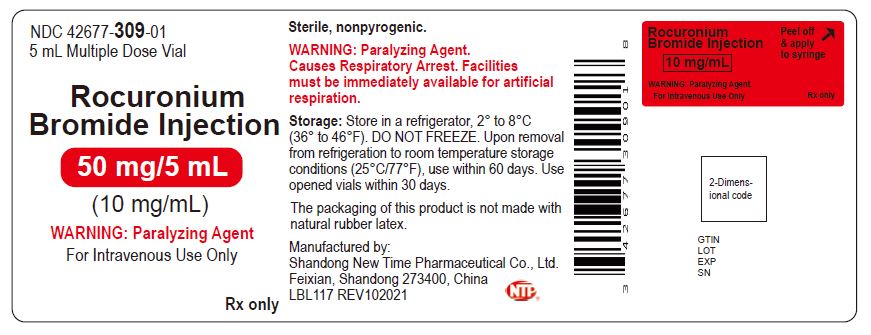 NDC 42677-309-01
5 mL Multiple Dose Vial
Rocuronium
Bromide Injection
50 mg/5 mL
(10 mg/mL)
WARNING: Paralyzing Agent
For Intravenous Use Only
Rx only
Sterile, nonpyrogenic.
WARNING: Paralyzing Agent.
Causes Respiratory Arrest. Facilities
must be immediately available for artificial
respiration.
Storage: Store in a refrigerator, 2° to 8°C
(36° to 46°F). DO NOT FREEZE. Upon removal
from refrigeration to room temperature storage
conditions (25°C/77°F), use within 60 days. Use
opened vials within 30 days.
The packaging of this product is not made with
natural rubber latex.
Manufactured by:
Shandong New Time Pharmaceutical Co., Ltd.
Feixian, Shandong 273400, China
LBL117 REV102021
NTP®
3 42677 30901 8
Rocuronium
Bromide Injection
10 mg/mL
WARNING: Paralyzing Agent.
For Intravenous Use Only
Peel off
& apply
to syringe
Rx only
2-Dimens-
ional code
GTIN
LOT
EXP
SN